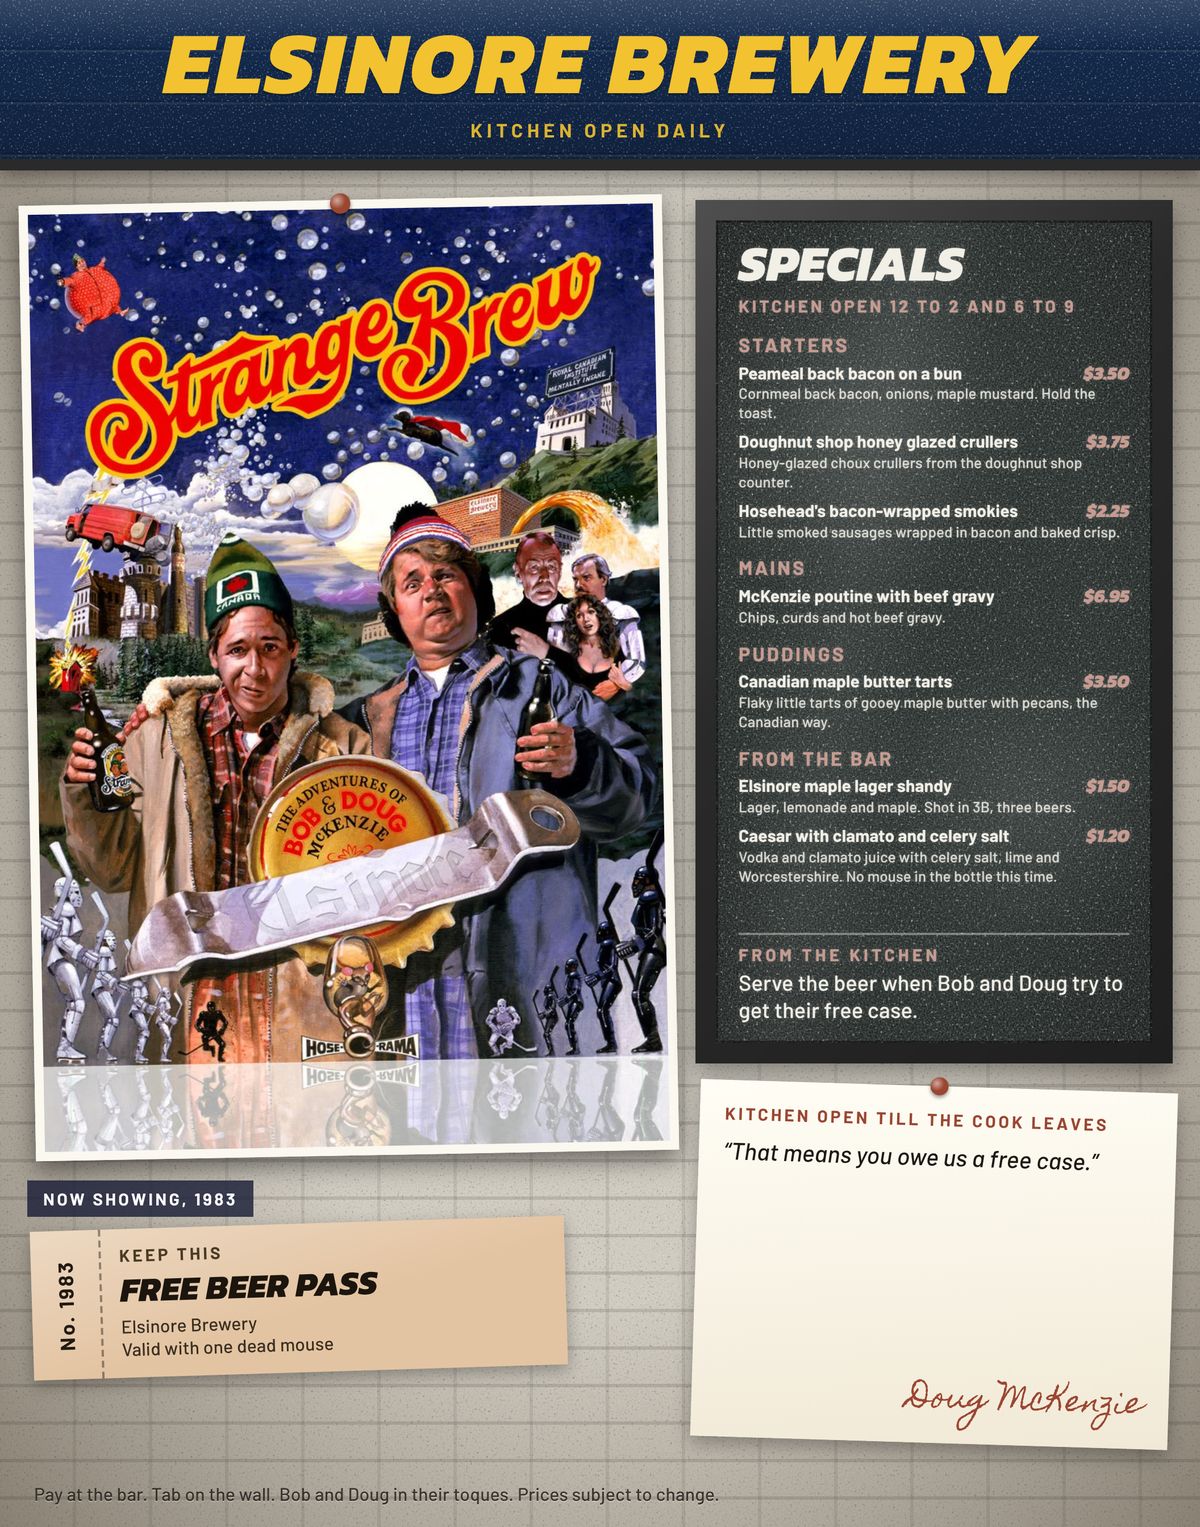 ELSINORE BREWERY
KITCHEN OPEN DAILY
Strange Brew
ROYAL CANADIAN
INSTITUTE
FOR THE
MENTALLY INSANE
ELSINORE
BREWERY
CANADA
THE ADVENTURES OF
BOB & DOUG
MCKENZIE
Elsinore
HOSE-O-RAMA
NOW SHOWING, 1983
No. 1983
KEEP THIS
FREE BEER PASS
Elsinore Brewery
Valid with one dead mouse
SPECIALS
KITCHEN OPEN 12 TO 2 AND 6 TO 9
STARTERS
Peameal back bacon on a bun $3.50
Cornmeal back bacon, onions, maple mustard. Hold the
toast.
Doughnut shop honey glazed crullers $3.75
Honey-glazed choux crullers from the doughnut shop
counter.
Hosehead's bacon-wrapped smokies $2.25
Little smoked sausages wrapped in bacon and baked crisp.
MAINS
McKenzie poutine with beef gravy $6.95
Chips, curds and hot beef gravy.
PUDDINGS
Canadian maple butter tarts $3.50
Flaky little tarts of gooey maple butter with pecans, the
Canadian way.
FROM THE BAR
Elsinore maple lager shandy $1.50
Lager, lemonade and maple. Shot in 3B, three beers.
Caesar with clamato and celery salt $1.20
Vodka and clamato juice with celery salt, lime and
Worcestershire. No mouse in the bottle this time.
FROM THE KITCHEN
Serve the beer when Bob and Doug try to
get their free case.
KITCHEN OPEN TILL THE COOK LEAVES
“That means you owe us a free case.”
Doug McKenzie
Pay at the bar. Tab on the wall. Bob and Doug in their toques. Prices subject to change.